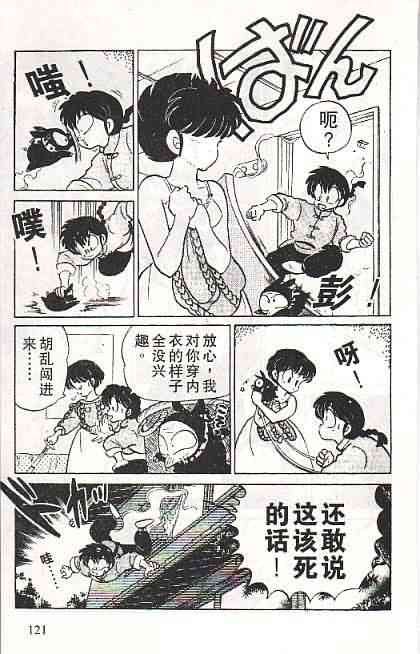 ばん
呃？
彭！
嗤！
噗！
呀！
放心，我
对你穿内
衣的样子
全没兴
趣。
胡乱闯进
来……
还敢说
这该死
的话！
哇……
121